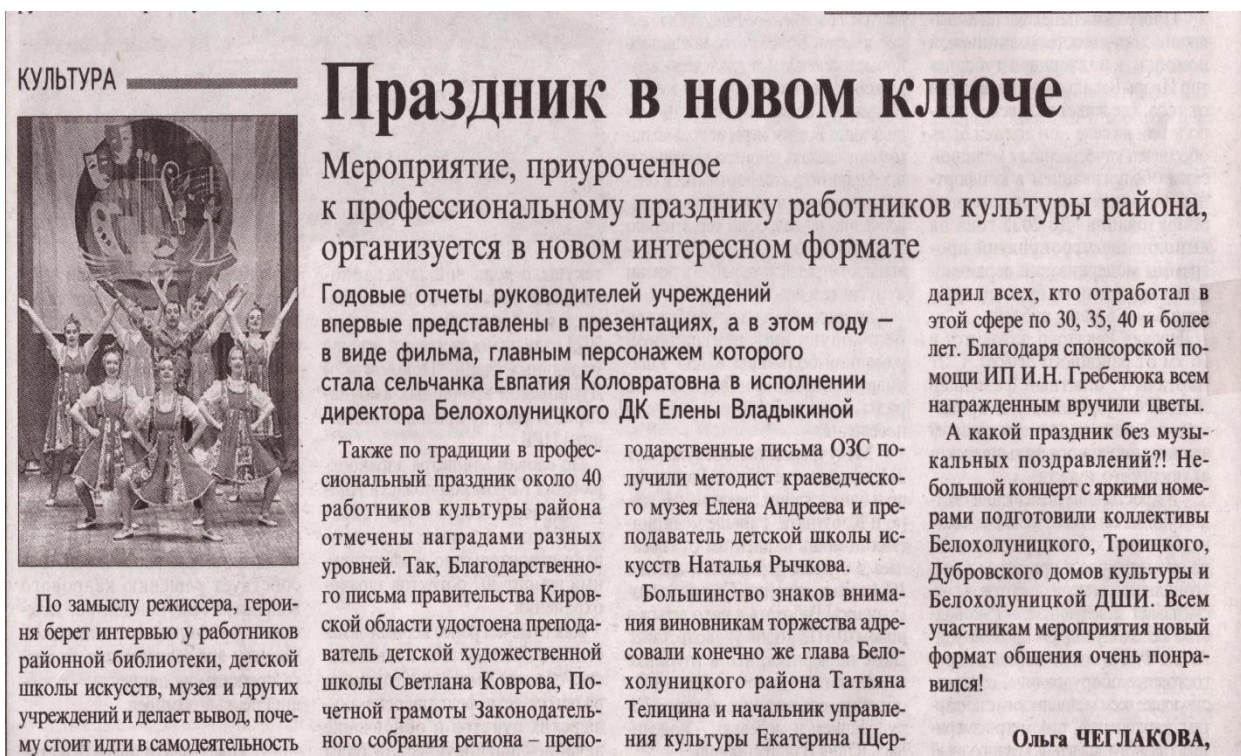 КУЛЬТУРА
Праздник в новом ключе
Мероприятие, приуроченное
к профессиональному празднику работников культуры района,
организуется в новом интересном формате
Годовые отчеты руководителей учреждений
впервые представлены в презентациях, а в этом году –
в виде фильма, главным персонажем которого
стала сельчанка Евпатия Коловратовна в исполнении
директора Белохолуницкого ДК Елены Владыкиной
По замыслу режиссера, герои-
ня берет интервью у работников
районной библиотеки, детской
школы искусств, музея и других
учреждений и делает вывод, поче-
му стоит идти в самодеятельность
Также по традиции в профес-
сиональный праздник около 40
работников культуры района
отмечены наградами разных
уровней. Так, Благодарственно-
го письма правительства Киров-
ской области удостоена препода-
ватель детской художественной
школы Светлана Коврова, По-
четной грамоты Законодатель-
ного собрания региона – препо-
годарственные письма ОЗС по-
лучили методист краеведческо-
го музея Елена Андреева и пре-
подаватель детской школы ис-
кусств Наталья Рычкова.
Большинство знаков внима-
ния виновникам торжества адре-
совали конечно же глава Бело-
холуницкого района Татьяна
Телицина и начальник управле-
ния культуры Екатерина Щер-
дарил всех, кто отработал в
этой сфере по 30, 35, 40 и более
лет. Благодаря спонсорской по-
мощи ИП И.Н. Гребенюка всем
награжденным вручили цветы.
А какой праздник без музы-
кальных поздравлений?! Не-
большой концерт с яркими номе-
рами подготовили коллективы
Белохолуницкого, Троицкого,
Дубровского домов культуры и
Белохолуницкой ДШИ. Всем
участникам мероприятия новый
формат общения очень понра-
вился!
Ольга ЧЕГЛАКОВА,